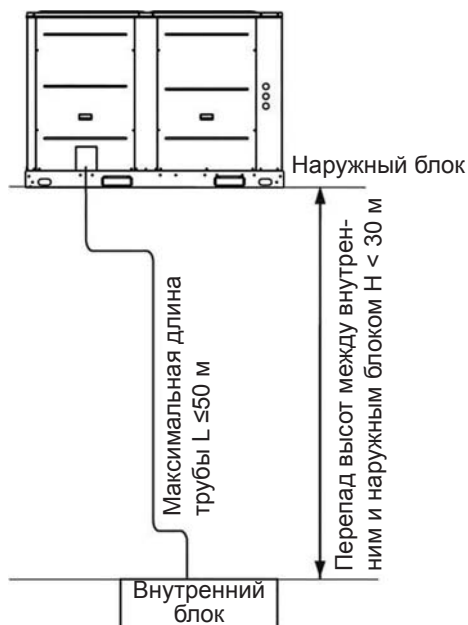 Наружный блок
Максимальная длина
трубы L ≤50 м
Перепад высот между внутрен-
ним и наружным блоком H < 30 м
Внутренний
блок